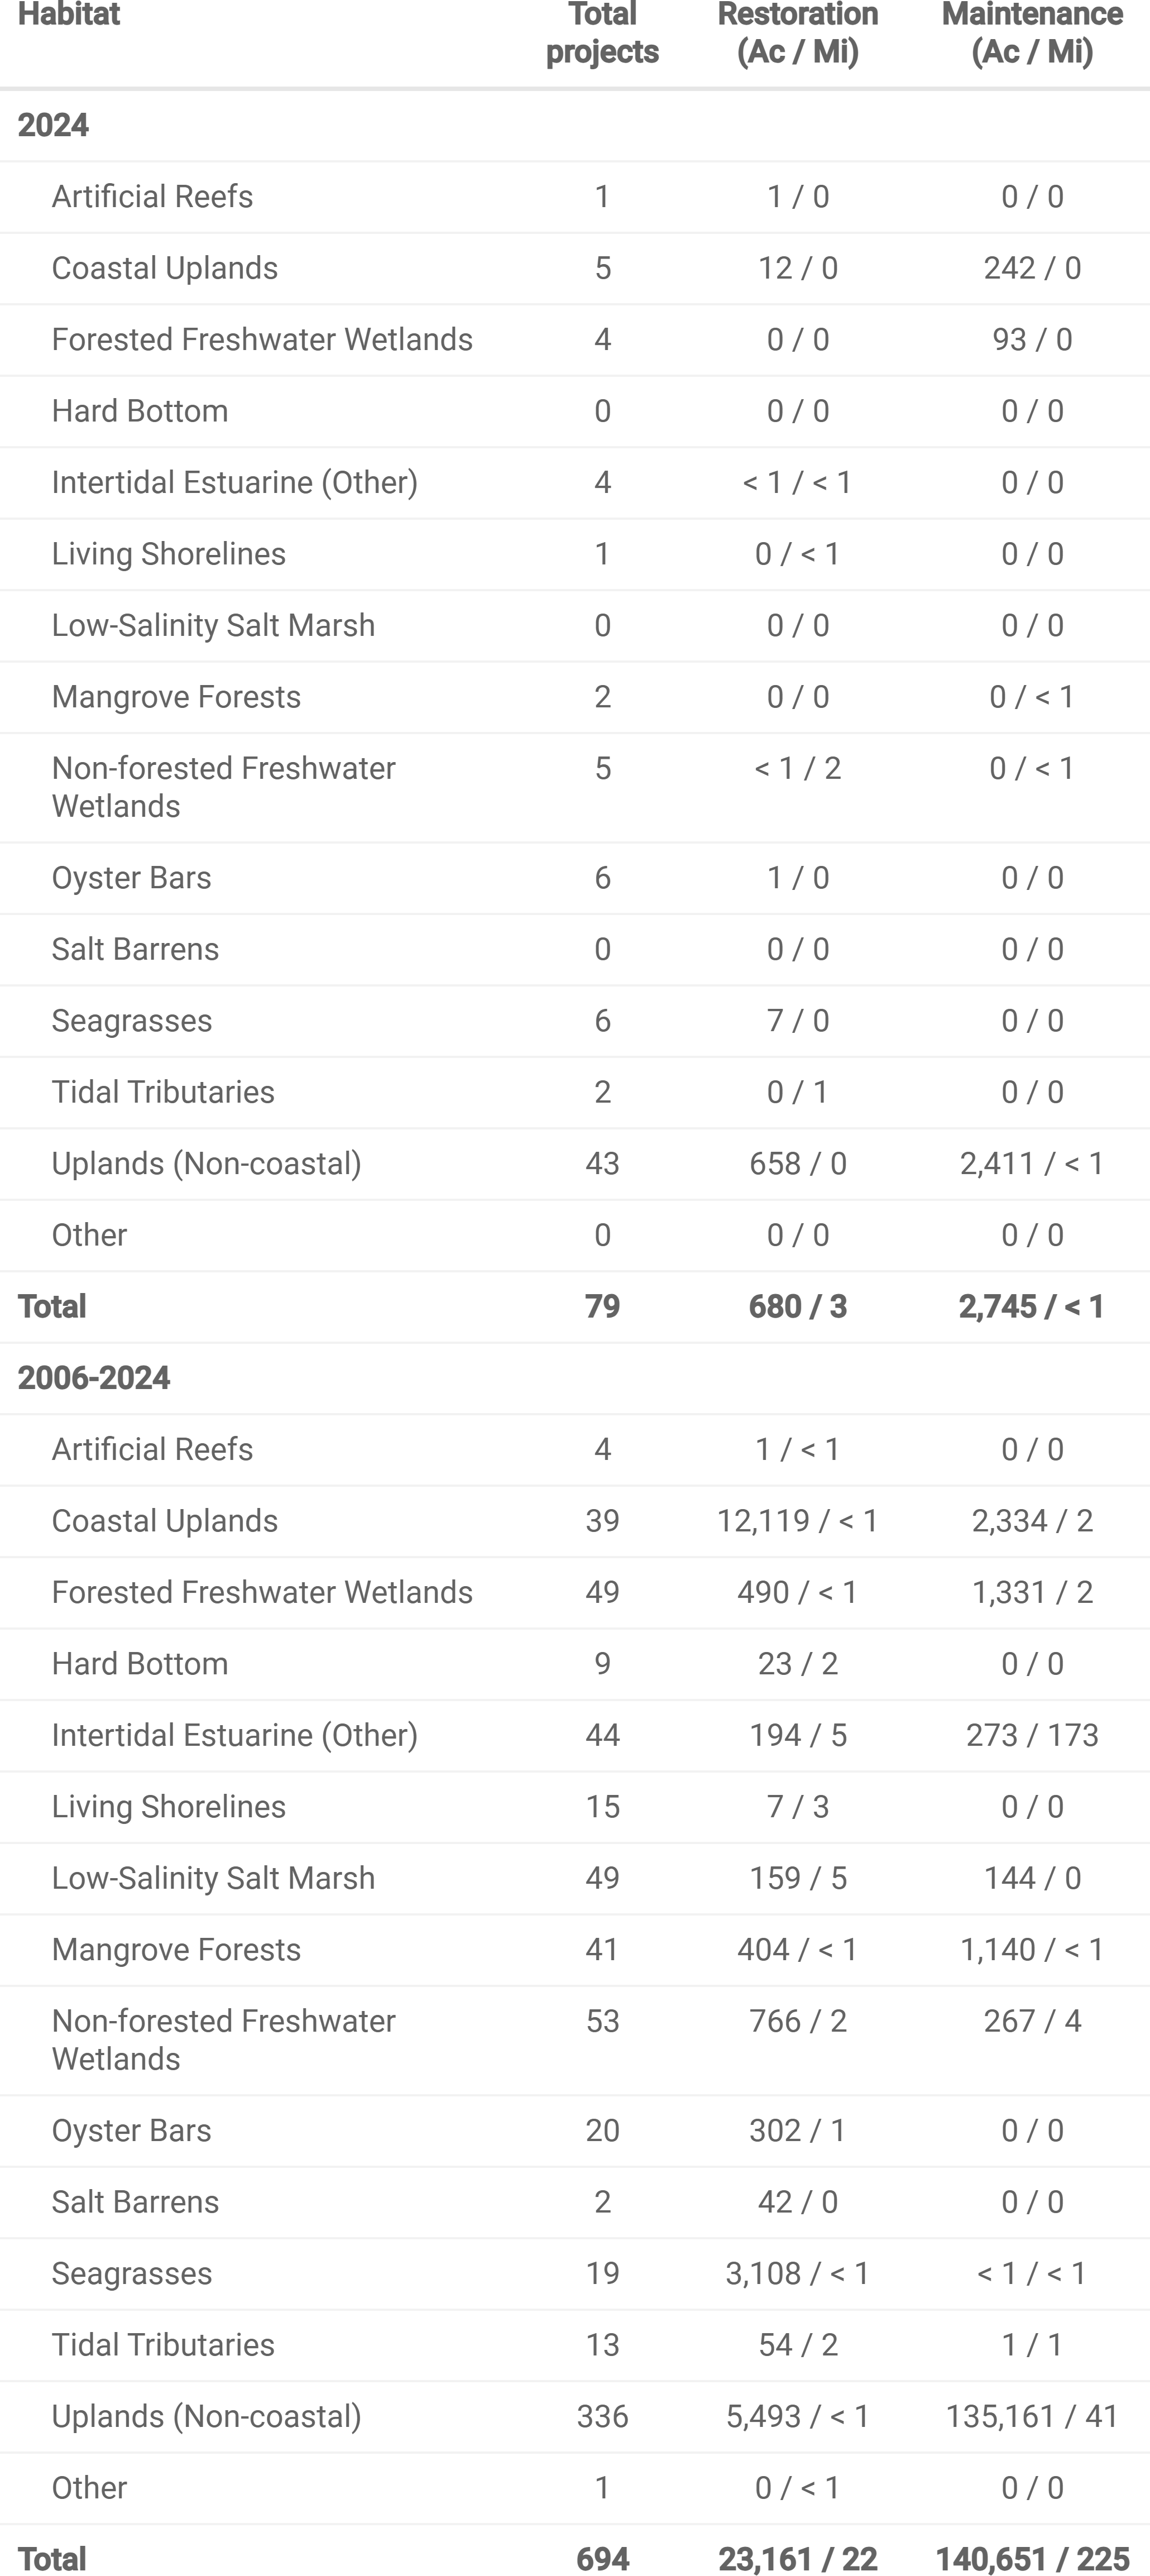 Habitat Total Restoration Maintenance
projects (Ac / Mi) (Ac / Mi)
2024
Artificial Reefs 1 1 / 0 0 / 0
Coastal Uplands 5 12 / 0 242 / 0
Forested Freshwater Wetlands 4 0 / 0 93 / 0
Hard Bottom 0 0 / 0 0 / 0
Intertidal Estuarine (Other) 4 < 1 / < 1 0 / 0
Living Shorelines 1 0 / < 1 0 / 0
Low-Salinity Salt Marsh 0 0 / 0 0 / 0
Mangrove Forests 2 0 / 0 0 / < 1
Non-forested Freshwater 5 < 1 / 2 0 / < 1
Wetlands
Oyster Bars 6 1 / 0 0 / 0
Salt Barrens 0 0 / 0 0 / 0
Seagrasses 6 7 / 0 0 / 0
Tidal Tributaries 2 0 / 1 0 / 0
Uplands (Non-coastal) 43 658 / 0 2,411 / < 1
Other 0 0 / 0 0 / 0
Total 79 680 / 3 2,745 / < 1
2006-2024
Artificial Reefs 4 1 / < 1 0 / 0
Coastal Uplands 39 12,119 / < 1 2,334 / 2
Forested Freshwater Wetlands 49 490 / < 1 1,331 / 2
Hard Bottom 9 23 / 2 0 / 0
Intertidal Estuarine (Other) 44 194 / 5 273 / 173
Living Shorelines 15 7 / 3 0 / 0
Low-Salinity Salt Marsh 49 159 / 5 144 / 0
Mangrove Forests 41 404 / < 1 1,140 / < 1
Non-forested Freshwater 53 766 / 2 267 / 4
Wetlands
Oyster Bars 20 302 / 1 0 / 0
Salt Barrens 2 42 / 0 0 / 0
Seagrasses 19 3,108 / < 1 < 1 / < 1
Tidal Tributaries 13 54 / 2 1 / 1
Uplands (Non-coastal) 336 5,493 / < 1 135,161 / 41
Other 1 0 / < 1 0 / 0
Total 694 23,161 / 22 140,651 / 225